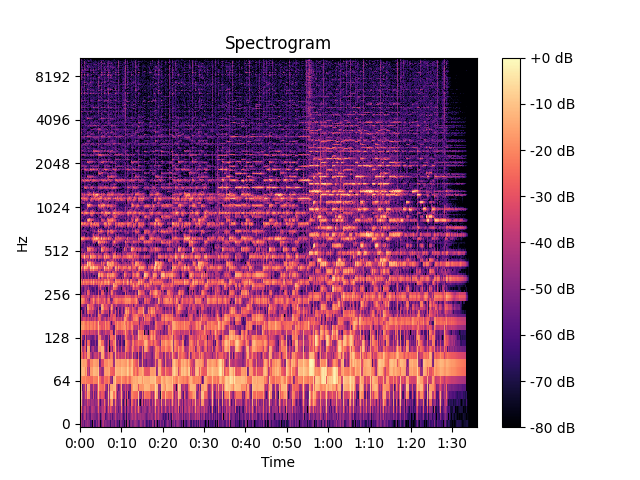 Spectrogram
8192
4096
2048
1024
512
256
128
64
0
Hz
0:00 0:10 0:20 0:30 0:40 0:50 1:00 1:10 1:20 1:30
Time
+0 dB
-10 dB
-20 dB
-30 dB
-40 dB
-50 dB
-60 dB
-70 dB
-80 dB